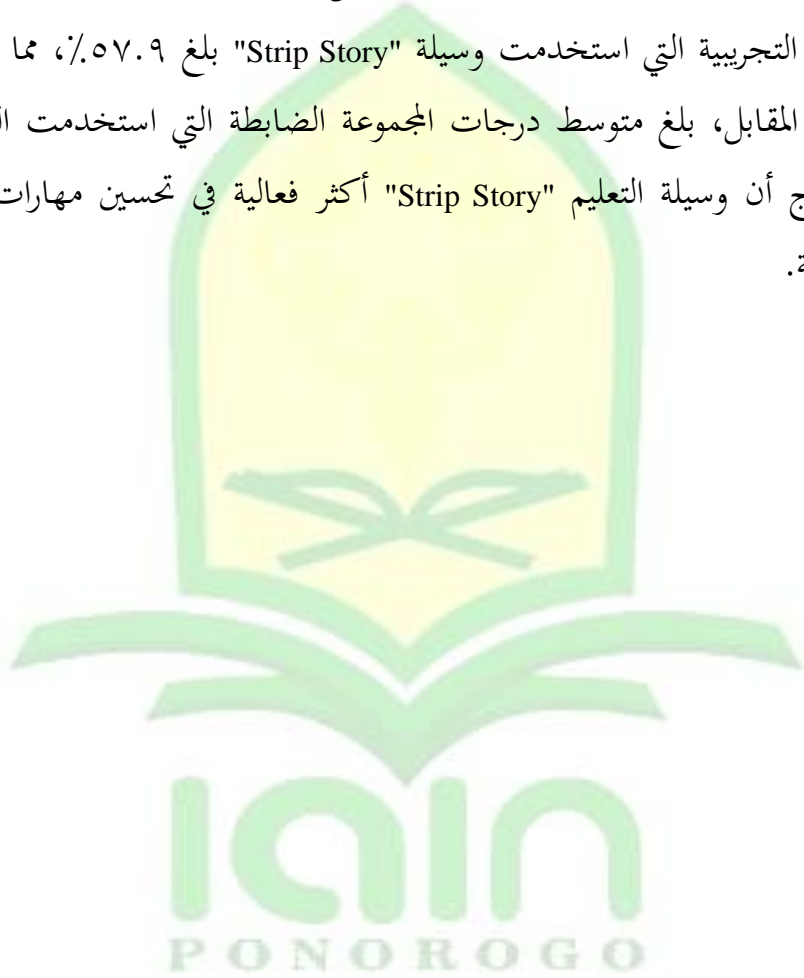 التجريبية التي استخدمت وسيلة "Strip Story" بلغ ٥٧.٩٪، مما
المقابل، بلغ متوسط درجات المجموعة الضابطة التي استخدمت
أن وسيلة التعليم "Strip Story" أكثر فعالية في تحسين مهارات
iain
PONOROGO